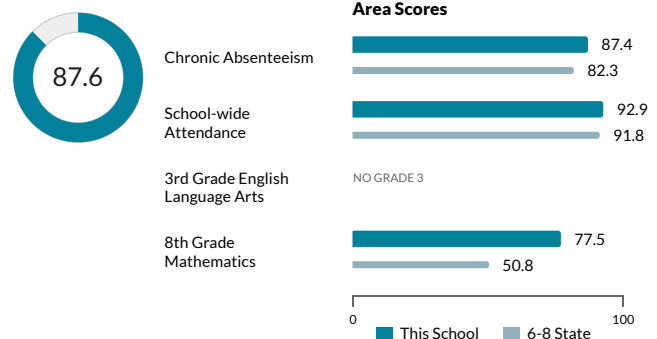 Area Scores
87.6
Chronic Absenteeism
87.4
82.3
School-wide
Attendance
92.9
91.8
3rd Grade English
Language Arts
NO GRADE 3
8th Grade
Mathematics
77.5
50.8
0
100
This School
6-8 State